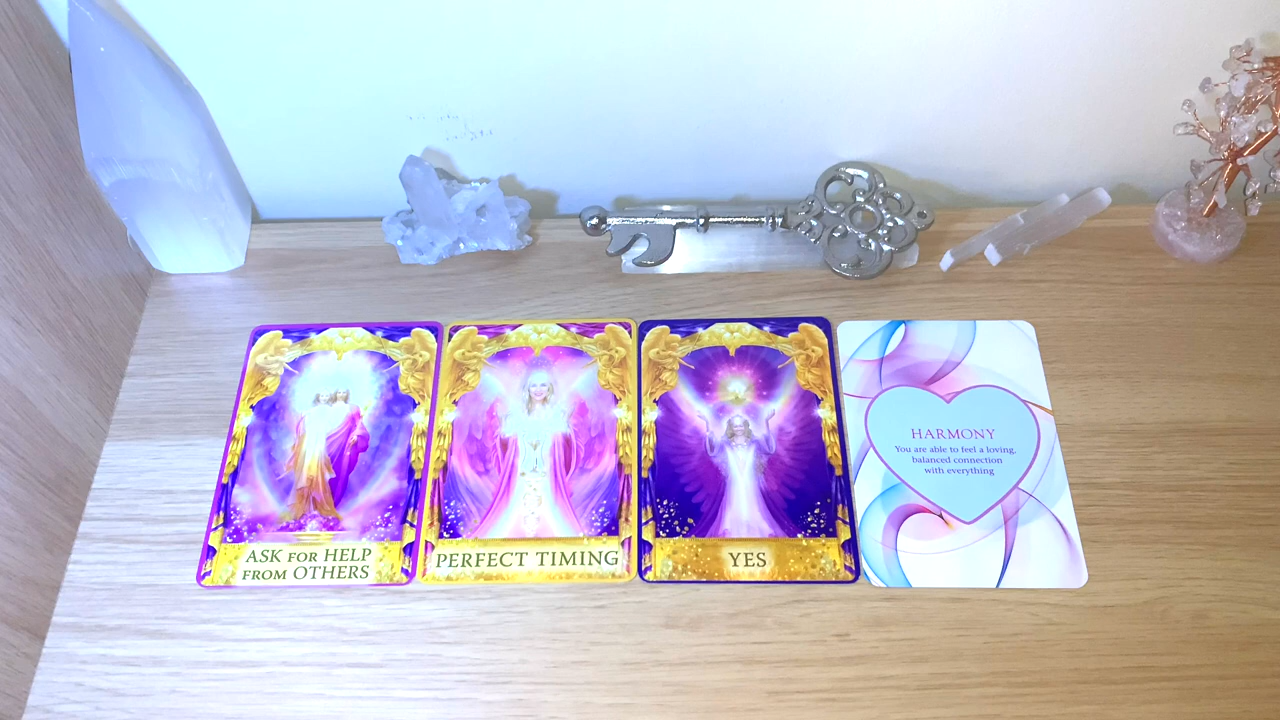 ASK FOR HELP
FROM OTHERS
PERFECT TIMING
YES
HARMONY
You are able to feel a loving,
balanced connection
with everything